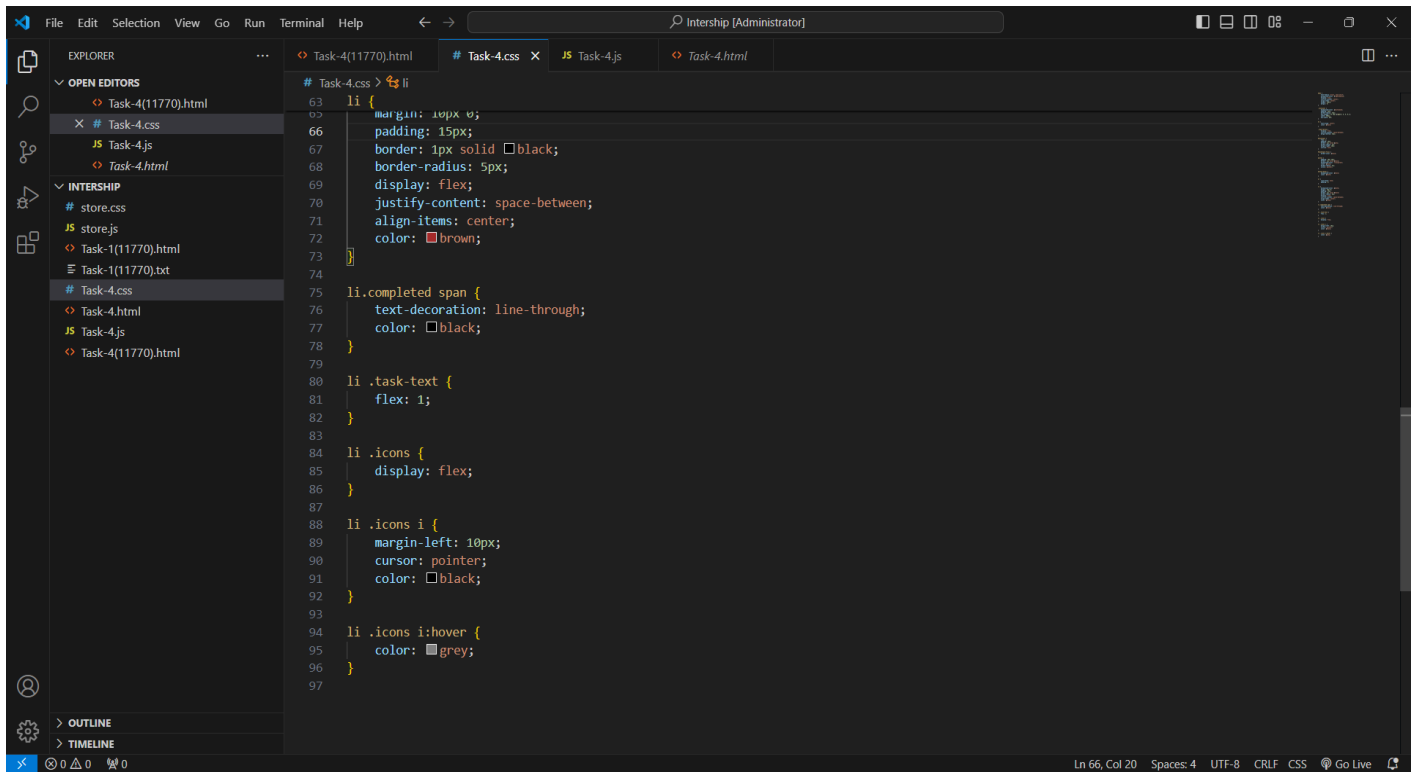 File Edit Selection View Go Run Terminal Help
Intership [Administrator]
EXPLORER
OPEN EDITORS
<> Task-4(11770).html
# Task-4.css
JS Task-4.js
<> Task-4.html
INTERSHIP
# store.css
JS store.js
<> Task-1(11770).html
Task-1(11770).txt
# Task-4.css
<> Task-4.html
JS Task-4.js
<> Task-4(11770).html
OUTLINE
TIMELINE
<> Task-4(11770).html # Task-4.css JS Task-4.js <> Task-4.html
# Task-4.css > li
63 li {
65 margin: 10px 0;
66 padding: 15px;
67 border: 1px solid black;
68 border-radius: 5px;
69 display: flex;
70 justify-content: space-between;
71 align-items: center;
72 color: brown;
73 }
74
75 li.completed span {
76 text-decoration: line-through;
77 color: black;
78 }
79
80 li .task-text {
81 flex: 1;
82 }
83
84 li .icons {
85 display: flex;
86 }
87
88 li .icons i {
89 margin-left: 10px;
90 cursor: pointer;
91 color: black;
92 }
93
94 li .icons i:hover {
95 color: grey;
96 }
97
0 0 0 Ln 66, Col 20 Spaces: 4 UTF-8 CRLF CSS Go Live